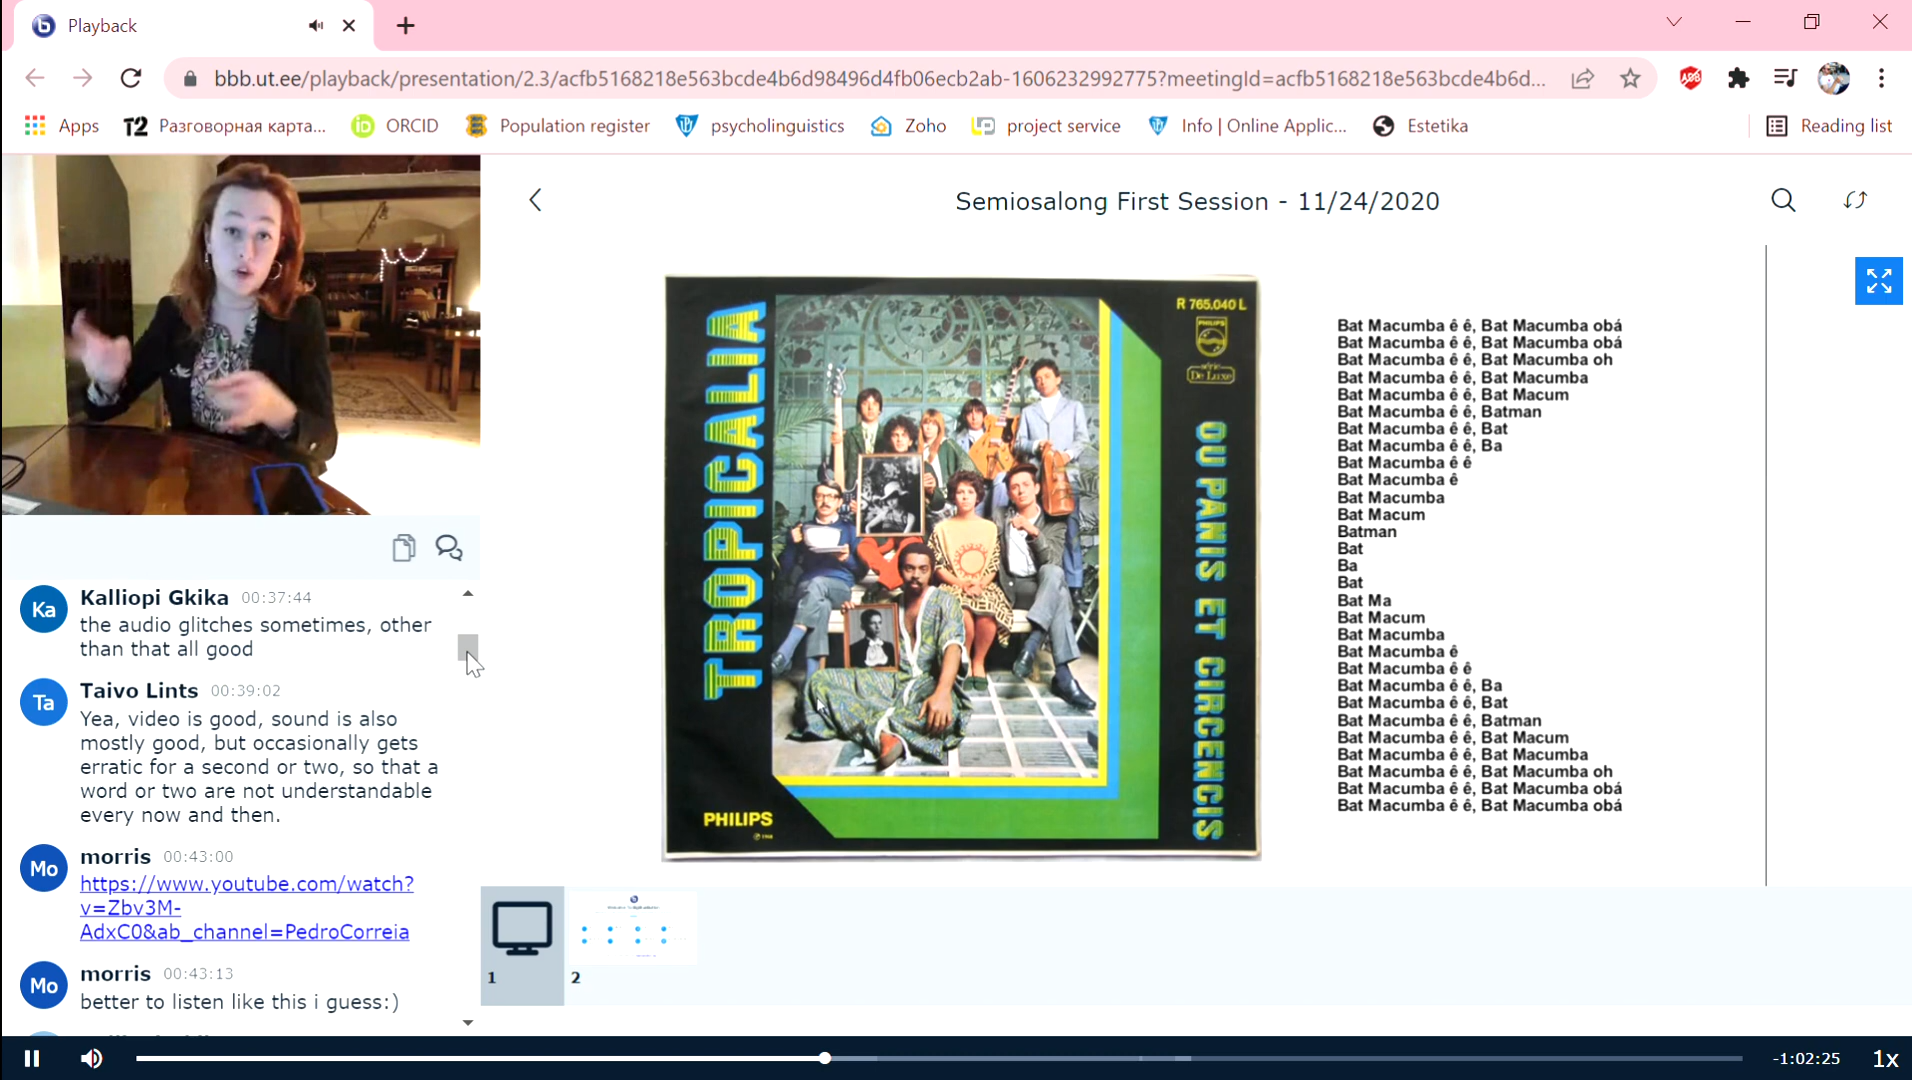 Playback
bbb.ut.ee/playback/presentation/2.3/acfb5168218e563bcde4b6d98496d4fb06ecb2ab-1606232992775?meetingId=acfb5168218e563bcde4b6d...
Apps
T2 Разговорная карта...
iD ORCID
Population register
psycholinguistics
Zoho
project service
Info | Online Applic...
Estetika
Reading list
Semiosalong First Session - 11/24/2020
Ka
Kalliopi Gkika 00:37:44
the audio glitches sometimes, other
than that all good
Ta
Taivo Lints 00:39:02
Yea, video is good, sound is also
mostly good, but occasionally gets
erratic for a second or two, so that a
word or two are not understandable
every now and then.
Mo
morris 00:43:00
https://www.youtube.com/watch?
v=Zbv3M-
AdxC0&ab_channel=PedroCorreia
Mo
morris 00:43:13
better to listen like this i guess:)
TROPICALIA
R 765.040 L
PHILIPS
série
De Luxe
OU PANIS ET CIRCENCIS
PHILIPS
Bat Macumba ê ê, Bat Macumba obá
Bat Macumba ê ê, Bat Macumba obá
Bat Macumba ê ê, Bat Macumba oh
Bat Macumba ê ê, Bat Macumba
Bat Macumba ê ê, Bat Macum
Bat Macumba ê ê, Batman
Bat Macumba ê ê, Bat
Bat Macumba ê ê, Ba
Bat Macumba ê ê
Bat Macumba ê
Bat Macumba
Bat Macum
Batman
Bat
Ba
Bat
Bat Ma
Bat Macum
Bat Macumba
Bat Macumba ê
Bat Macumba ê ê
Bat Macumba ê ê, Ba
Bat Macumba ê ê, Bat
Bat Macumba ê ê, Batman
Bat Macumba ê ê, Bat Macum
Bat Macumba ê ê, Bat Macumba
Bat Macumba ê ê, Bat Macumba oh
Bat Macumba ê ê, Bat Macumba obá
Bat Macumba ê ê, Bat Macumba obá
1
2
-1:02:25
1x